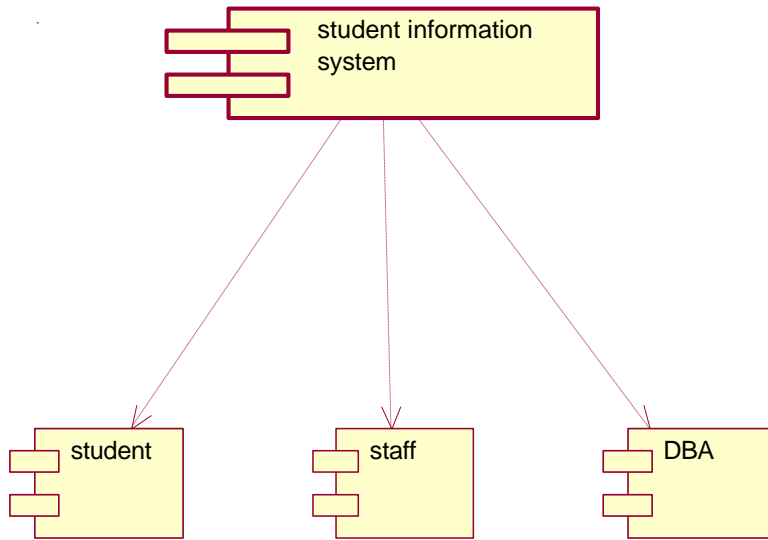 student information
system
student
staff
DBA